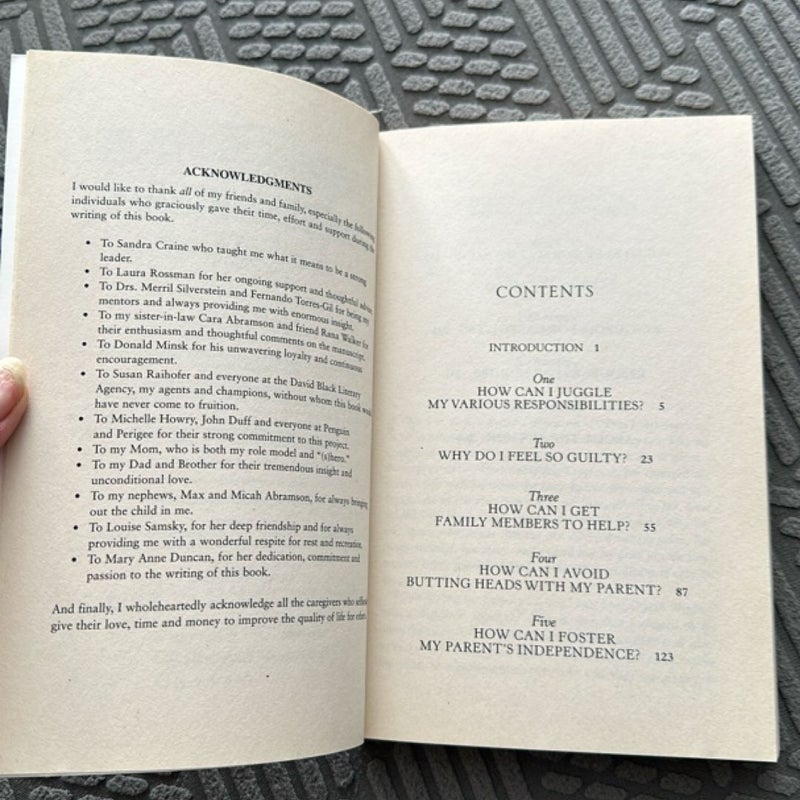 ACKNOWLEDGMENTS
I would like to thank all of my friends and family, especially the following
individuals who graciously gave their time, effort and support during the
writing of this book.
• To Sandra Craine who taught me what it means to be a strong
leader.
• To Laura Rossman for her ongoing support and thoughtful advice.
• To Drs. Merril Silverstein and Fernando Torres-Gil for being my
mentors and always providing me with enormous insight.
• To my sister-in-law Cara Abramson and friend Rana Walker for
their enthusiasm and thoughtful comments on the manuscript.
• To Donald Minsk for his unwavering loyalty and continuous
encouragement.
• To Susan Raihofer and everyone at the David Black Literary
Agency, my agents and champions, without whom this book would
have never come to fruition.
• To Michelle Howry, John Duff and everyone at Penguin
and Perigee for their strong commitment to this project.
• To my Mom, who is both my role model and "(s)hero."
• To my Dad and Brother for their tremendous insight and
unconditional love.
• To my nephews, Max and Micah Abramson, for always bringing
out the child in me.
• To Louise Samsky, for her deep friendship and for always
providing me with a wonderful respite for rest and recreation.
• To Mary Anne Duncan, for her dedication, commitment and
passion to the writing of this book.
And finally, I wholeheartedly acknowledge all the caregivers who
give their love, time and money to improve the quality of life for
CONTENTS
INTRODUCTION 1
One
HOW CAN I JUGGLE
MY VARIOUS RESPONSIBILITIES? 5
Two
WHY DO I FEEL SO GUILTY? 23
Three
HOW CAN I GET
FAMILY MEMBERS TO HELP? 55
Four
HOW CAN I AVOID
BUTTING HEADS WITH MY PARENT? 87
Five
HOW CAN I FOSTER
MY PARENT'S INDEPENDENCE? 123